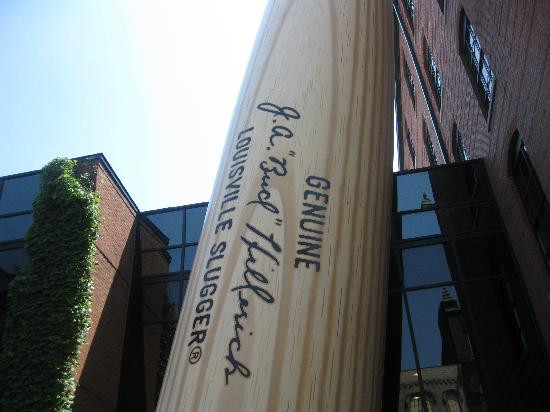 GENUINE
J.A. "Bud" Hillerich
LOUISVILLE SLUGGER®